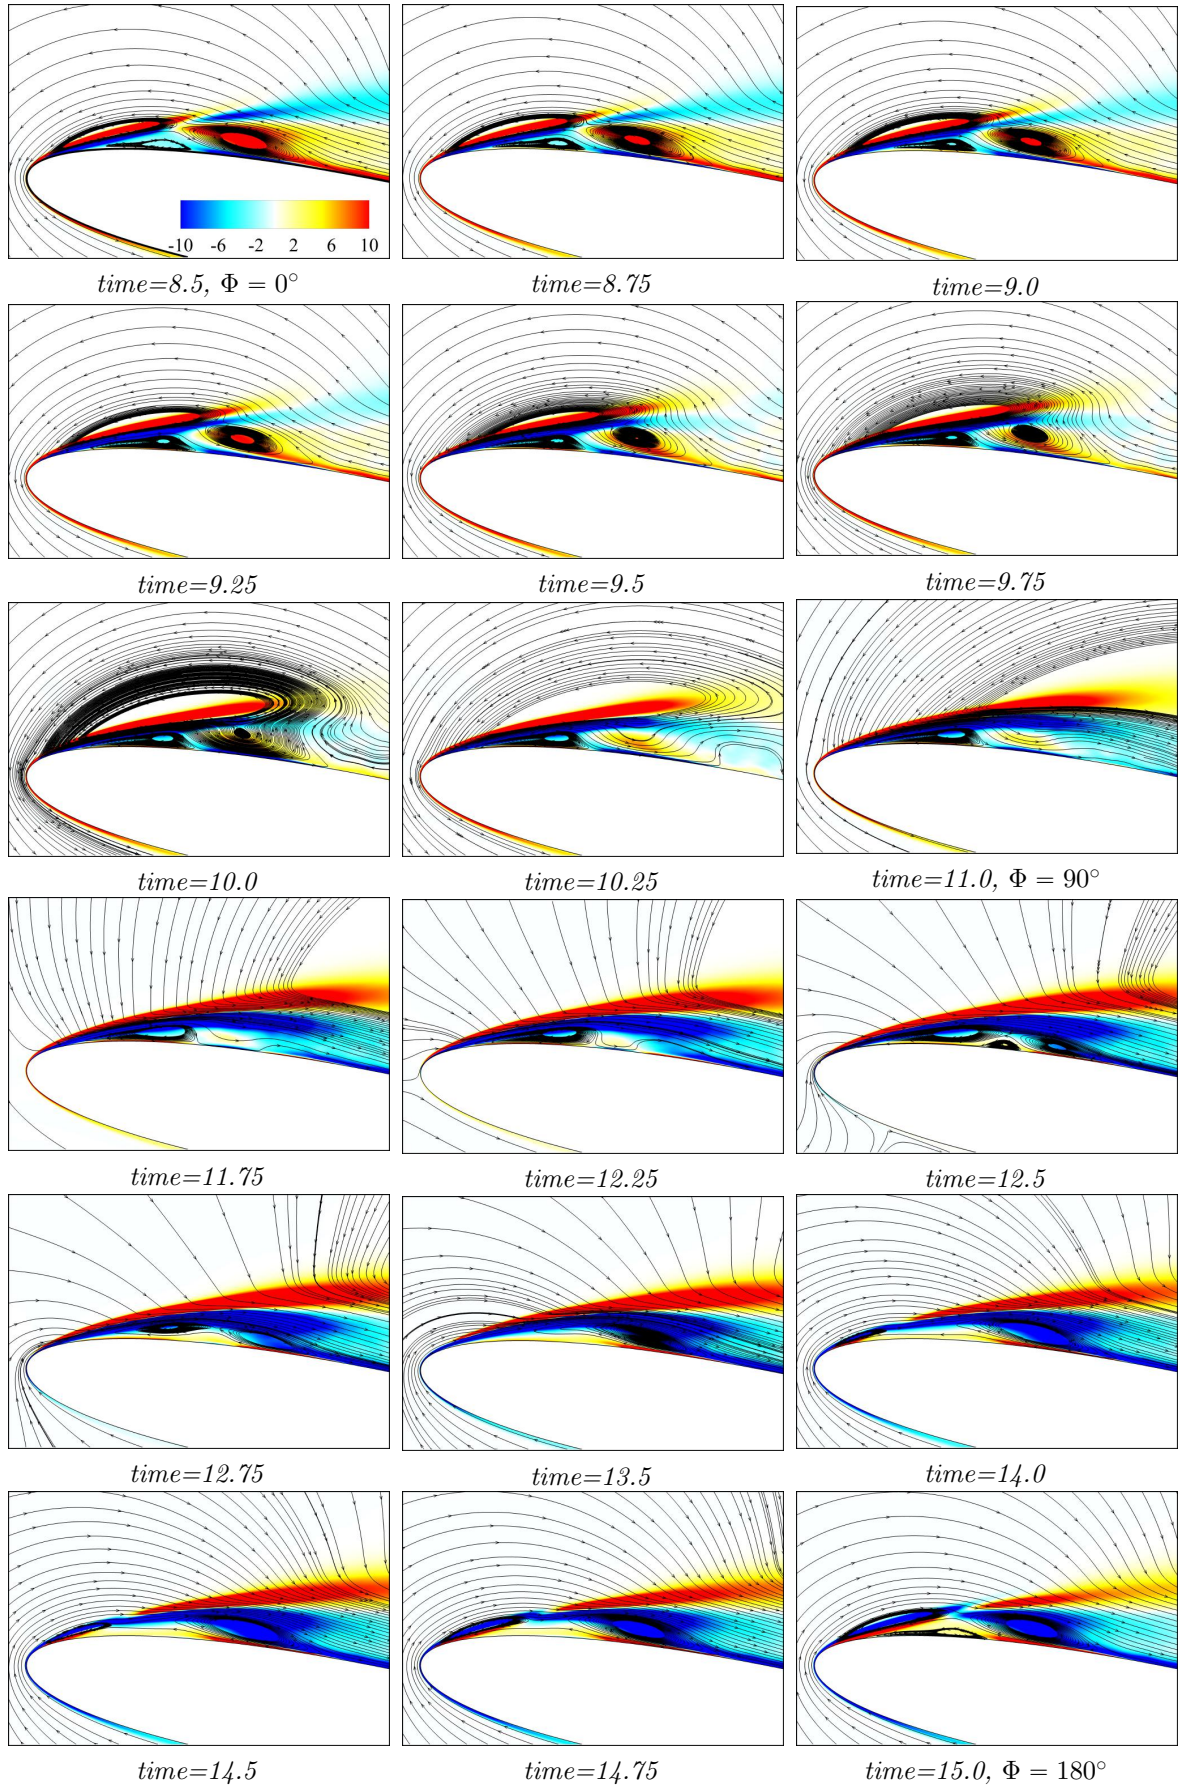 -10 -6 -2 2 6 10
time=8.5, Φ = 0°
time=8.75
time=9.0
time=9.25
time=9.5
time=9.75
time=10.0
time=10.25
time=11.0, Φ = 90°
time=11.75
time=12.25
time=12.5
time=12.75
time=13.5
time=14.0
time=14.5
time=14.75
time=15.0, Φ = 180°